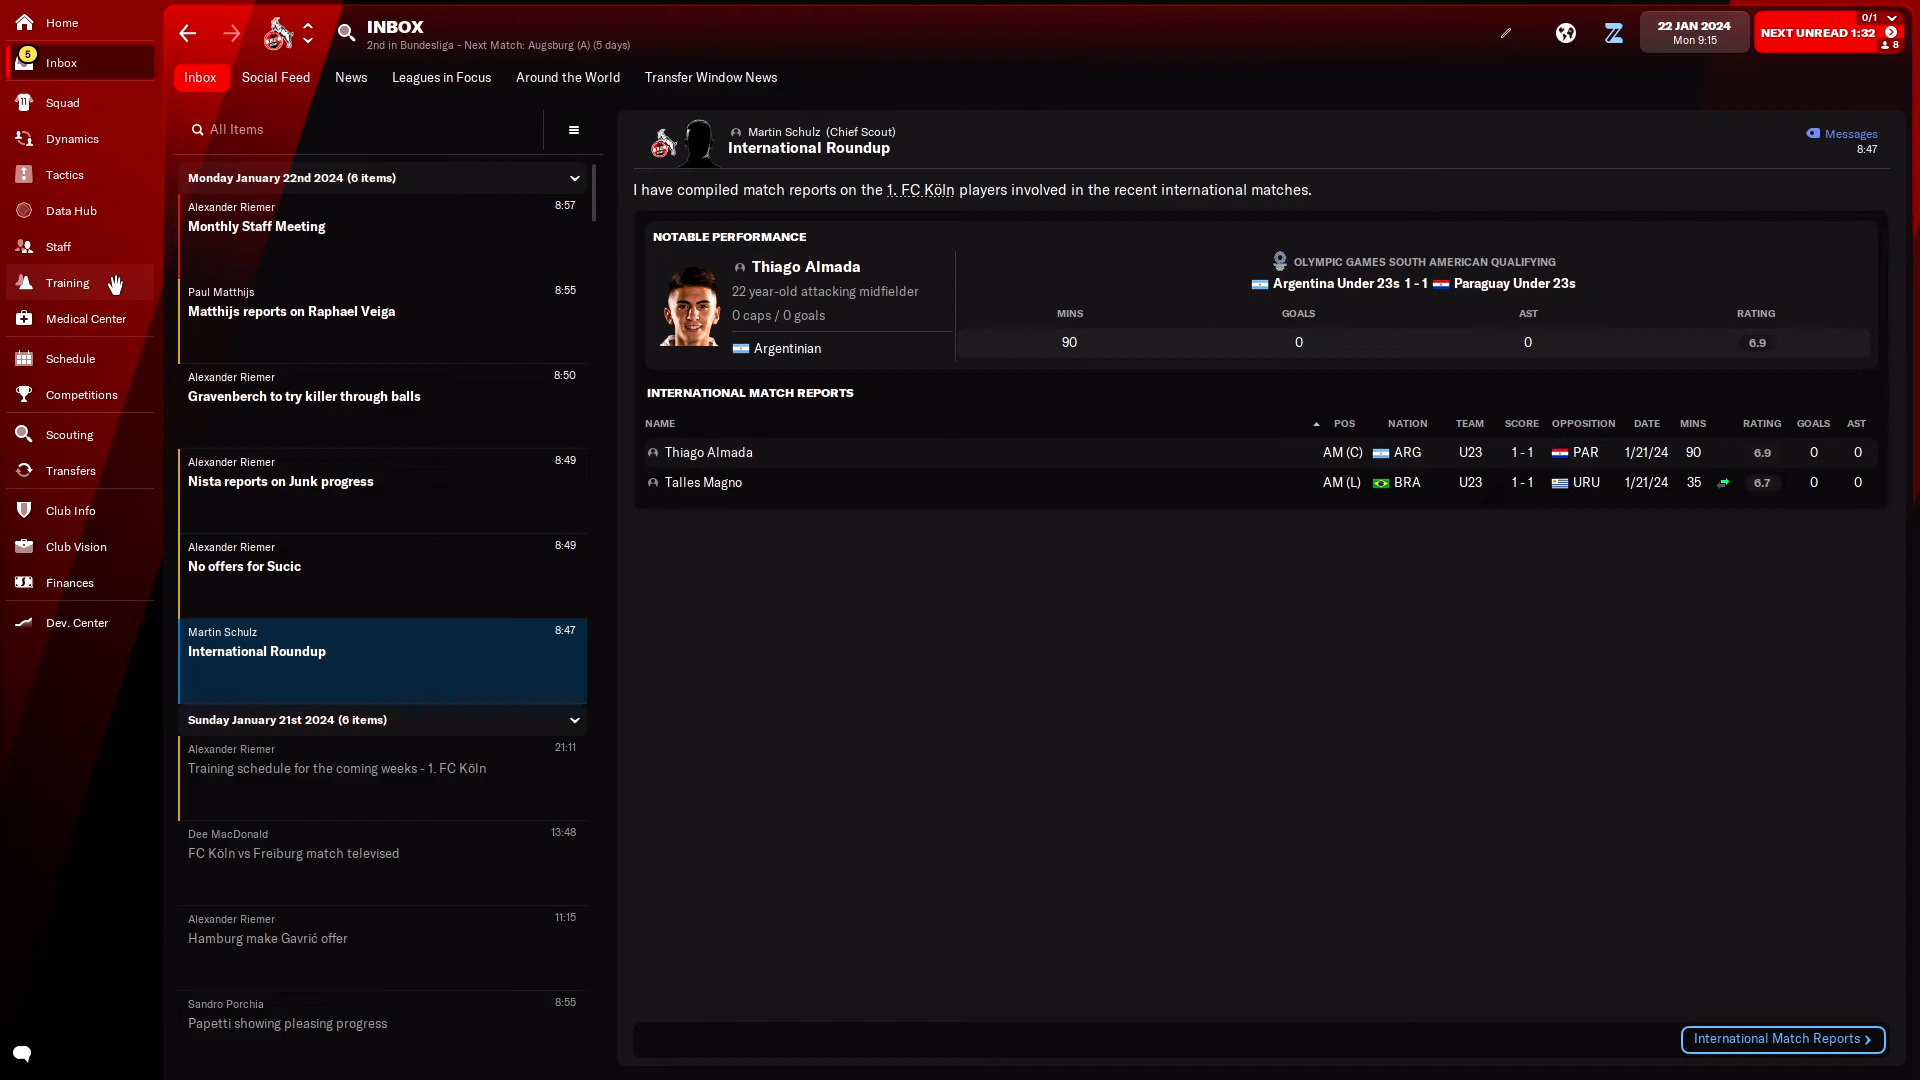 Home
5
Inbox
Squad
Dynamics
Tactics
Data Hub
Staff
Training
Medical Center
Schedule
Competitions
Scouting
Transfers
Club Info
Club Vision
Finances
Dev. Center
INBOX
2nd in Bundesliga - Next Match: Augsburg (A) (5 days)
22 JAN 2024
Mon 9:15
0/1
NEXT UNREAD 1:32
8
Inbox Social Feed News Leagues in Focus Around the World Transfer Window News
All Items
Monday January 22nd 2024 (6 items)
Alexander Riemer 8:57
Monthly Staff Meeting
Paul Matthijs 8:55
Matthijs reports on Raphael Veiga
Alexander Riemer 8:50
Gravenberch to try killer through balls
Alexander Riemer 8:49
Nista reports on Junk progress
Alexander Riemer 8:49
No offers for Sucic
Martin Schulz 8:47
International Roundup
Sunday January 21st 2024 (6 items)
Alexander Riemer 21:11
Training schedule for the coming weeks - 1. FC Köln
Dee MacDonald 13:48
FC Köln vs Freiburg match televised
Alexander Riemer 11:15
Hamburg make Gavrić offer
Sandro Porchia 8:55
Papetti showing pleasing progress
Martin Schulz (Chief Scout)
International Roundup
Messages
8:47
I have compiled match reports on the 1. FC Köln players involved in the recent international matches.
NOTABLE PERFORMANCE
Thiago Almada
22 year-old attacking midfielder
0 caps / 0 goals
Argentinian
OLYMPIC GAMES SOUTH AMERICAN QUALIFYING
Argentina Under 23s 1 - 1 Paraguay Under 23s
MINS GOALS AST RATING
90 0 0 6.9
INTERNATIONAL MATCH REPORTS
NAME POS NATION TEAM SCORE OPPOSITION DATE MINS RATING GOALS AST
Thiago Almada AM (C) ARG U23 1 - 1 PAR 1/21/24 90 6.9 0 0
Talles Magno AM (L) BRA U23 1 - 1 URU 1/21/24 35 6.7 0 0
International Match Reports